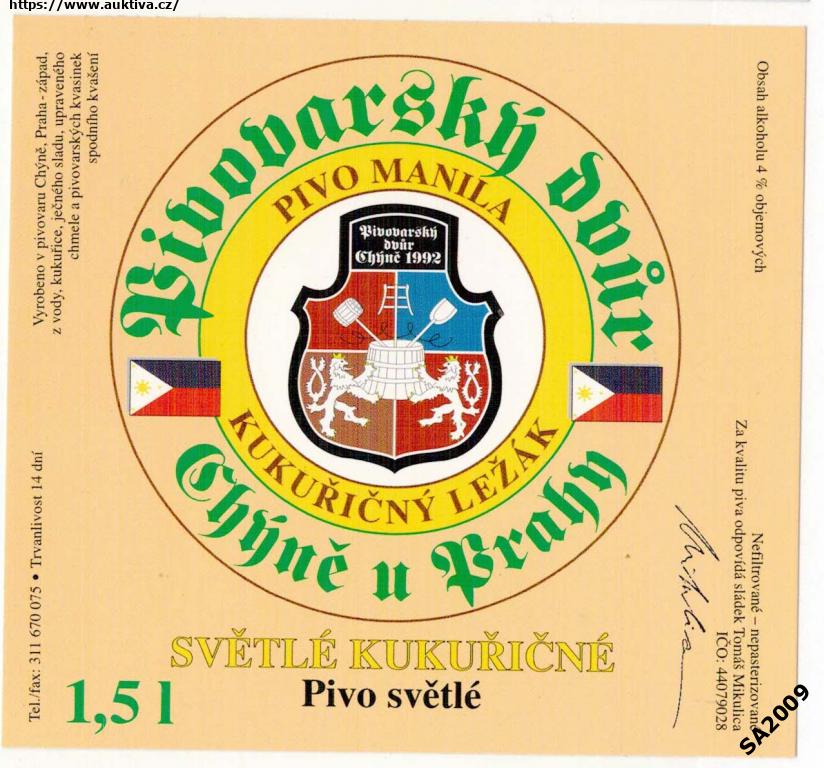 https://www.auktiva.cz/
Pivovarský dvůr
Chýně u Prahy
PIVO MANILA
KUKUŘIČNÝ LEŽÁK
Pivovarský
dvůr
Chýně 1992
SVĚTLÉ KUKUŘIČNÉ
Pivo světlé
1,5 l
Vyrobeno v pivovaru Chýně, Praha - západ,
z vody, kukuřice, ječného sladu, upraveného
chmele a pivovarských kvasinek
spodního kvašení
Tel./fax: 311 670 075 • Trvanlivost 14 dní
Obsah alkoholu 4 % objemových
Nefiltrované – nepasterizované
Za kvalitu piva odpovídá sládek Tomáš Mikulica
IČO: 44079028
SA2009